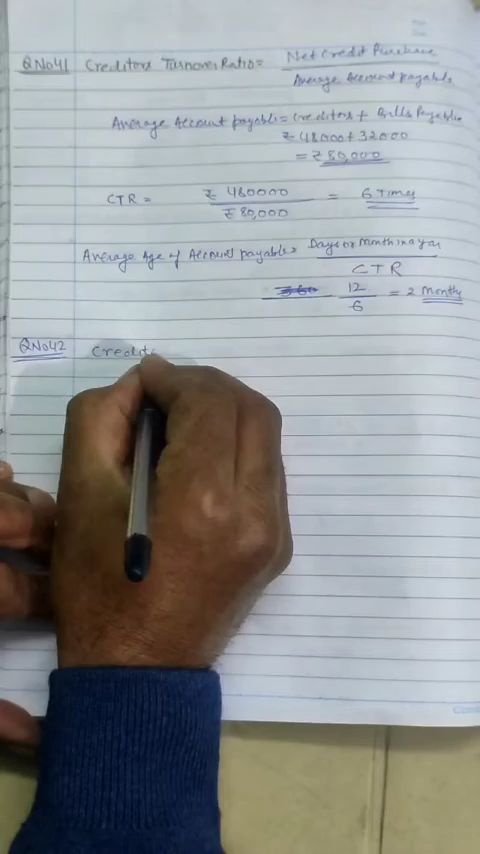 Q No 41 Creditors Turnover Ratio = Net Credit Purchase
Average Account payable
Average Account payable = Creditors + Bills Payable
₹ 48000 + 32000
= ₹ 80,000
CTR = ₹ 480000 = 6 Times
₹ 80,000
Average Age of Account payable = Days or Month in a year
CTR
360 12 = 2 Month
6
Q No 42 Credito